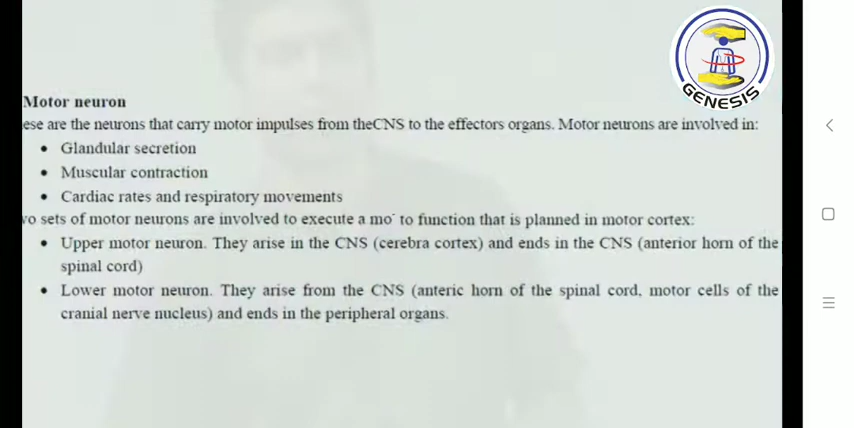 GENESIS
Motor neuron
ese are the neurons that carry motor impulses from theCNS to the effectors organs. Motor neurons are involved in:
• Glandular secretion
• Muscular contraction
• Cardiac rates and respiratory movements
vo sets of motor neurons are involved to execute a mo to function that is planned in motor cortex:
• Upper motor neuron. They arise in the CNS (cerebra cortex) and ends in the CNS (anterior horn of the
spinal cord)
• Lower motor neuron. They arise from the CNS (anteric horn of the spinal cord, motor cells of the
cranial nerve nucleus) and ends in the peripheral organs.